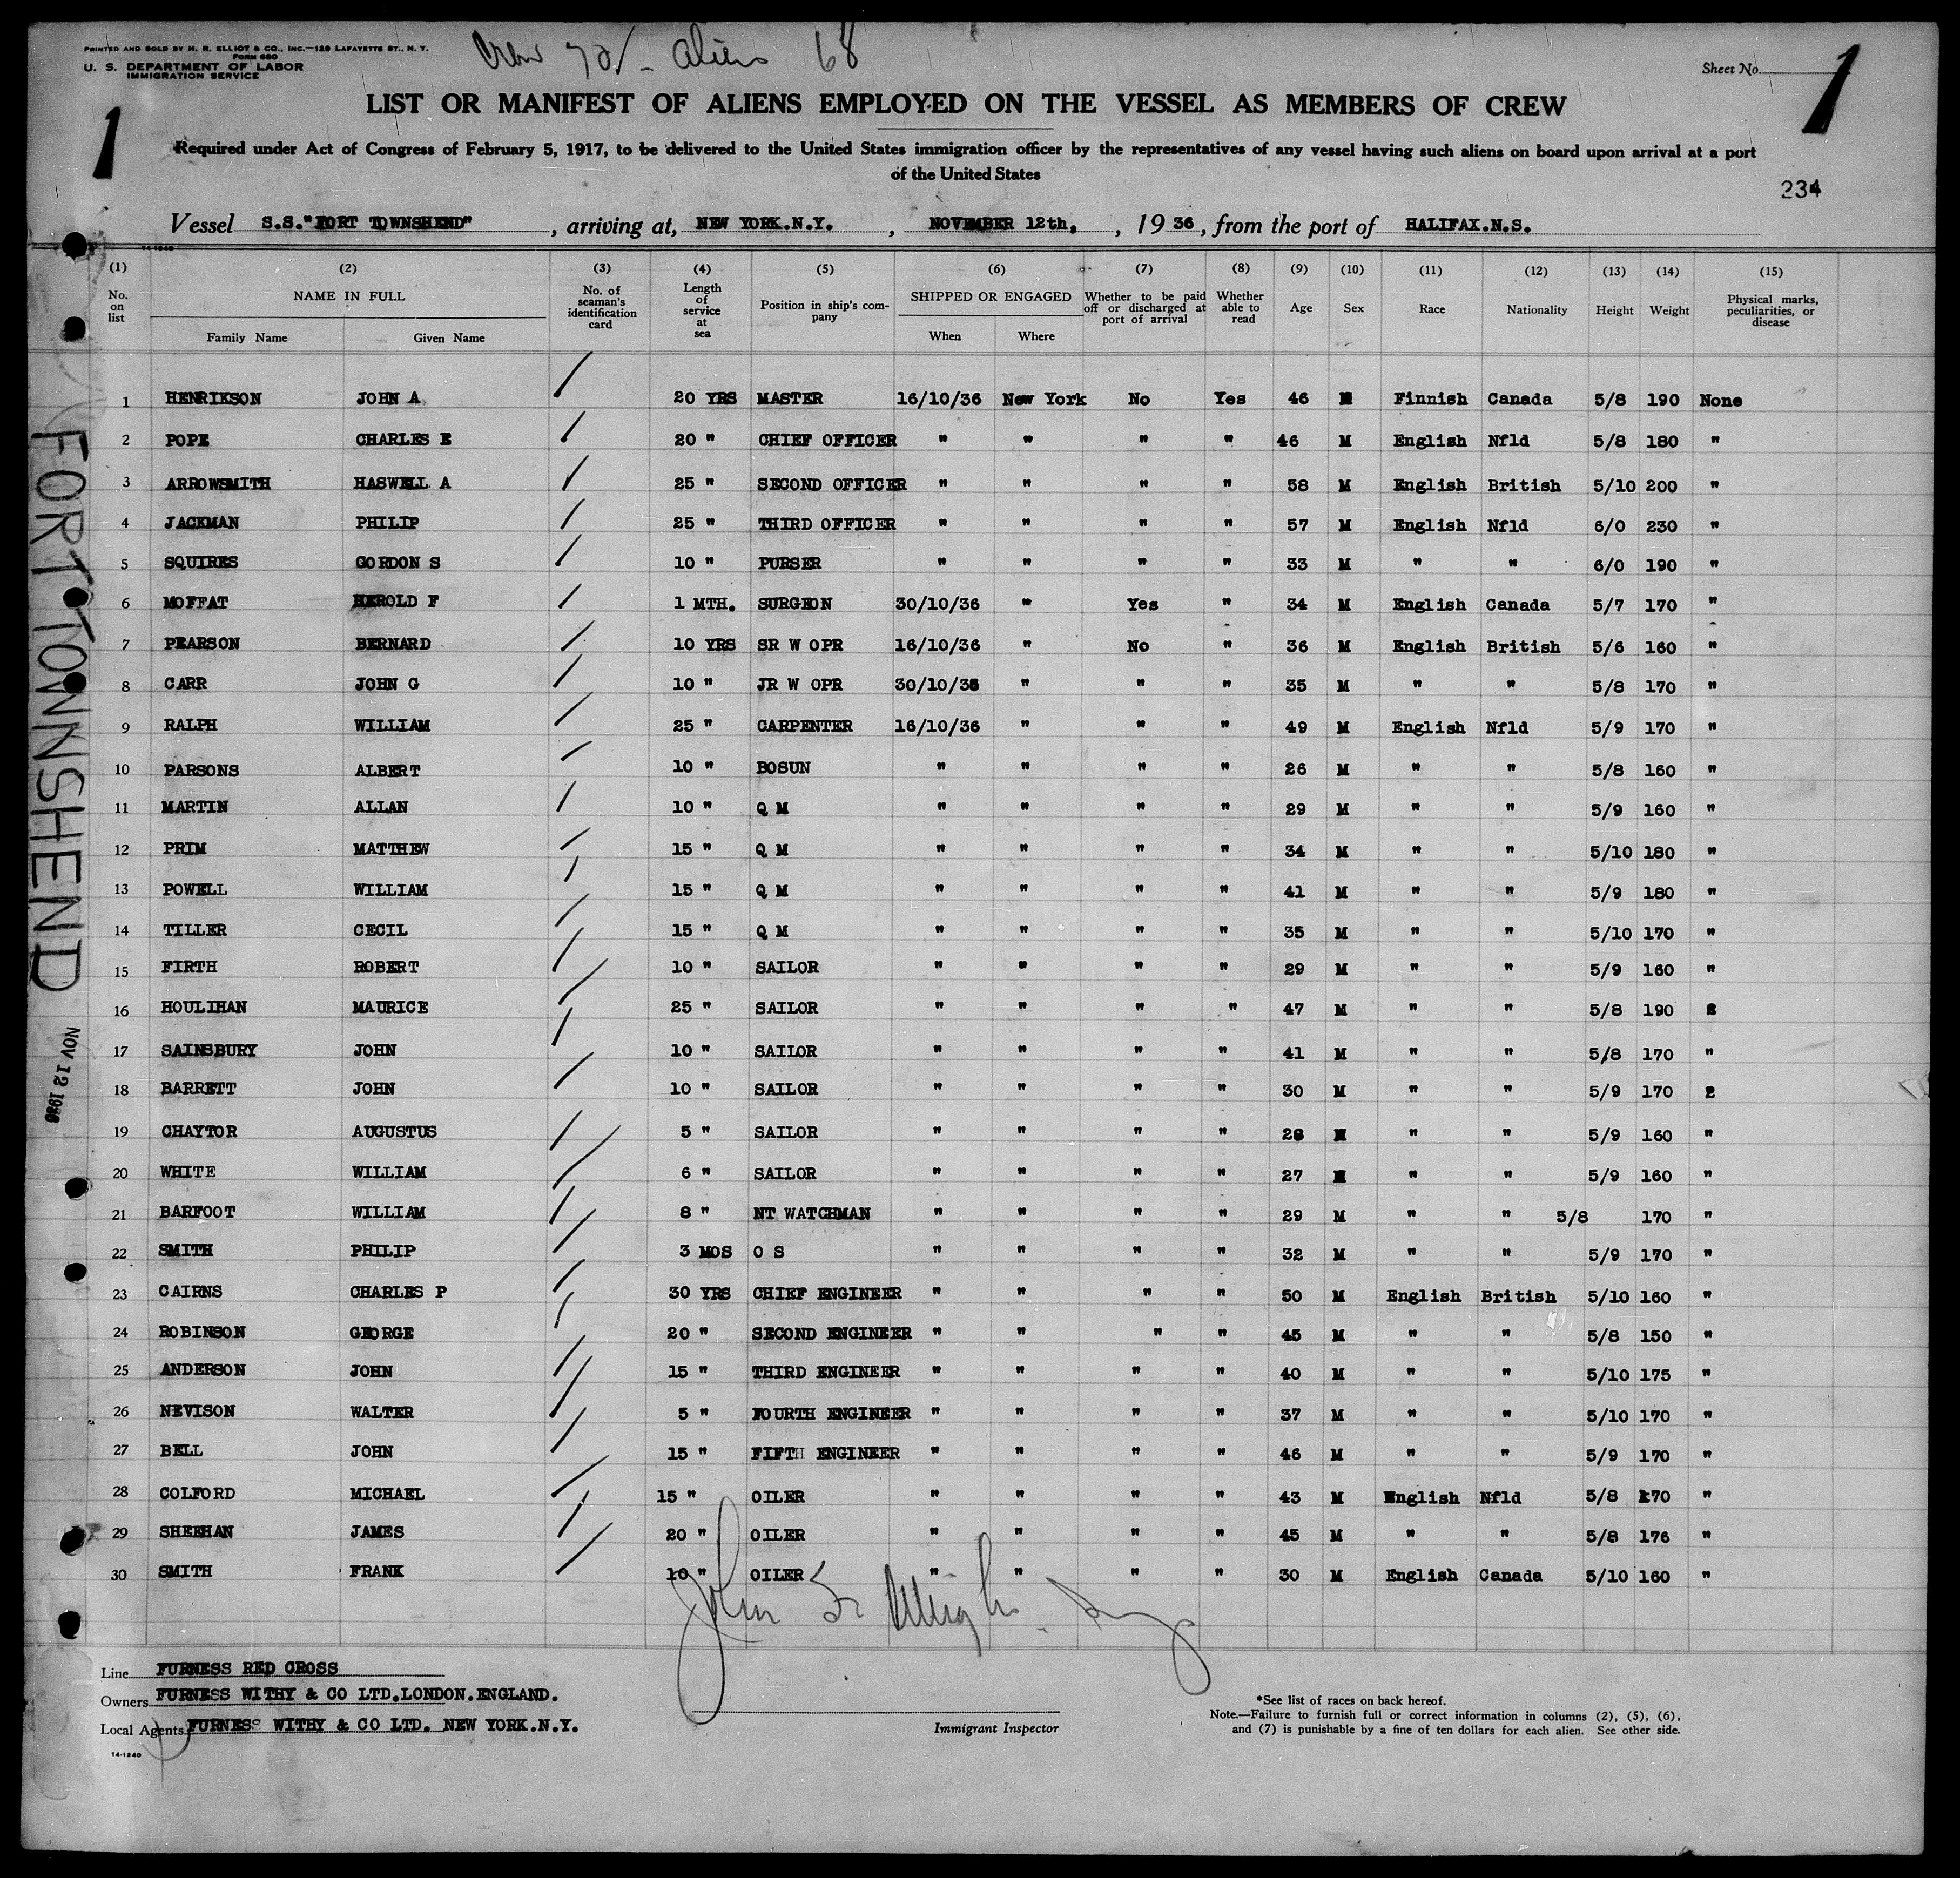 PRINTED AND SOLD BY H. R. ELLIOT & CO., INC.—129 LAFAYETTE ST., N. Y.
FORM 680
U. S. DEPARTMENT OF LABOR
IMMIGRATION SERVICE
Crew 72 - aliens 68
Sheet No. 1
1
LIST OR MANIFEST OF ALIENS EMPLOYED ON THE VESSEL AS MEMBERS OF CREW
Required under Act of Congress of February 5, 1917, to be delivered to the United States immigration officer by the representatives of any vessel having such aliens on board upon arrival at a port
of the United States
234
Vessel S.S."FORT TOWNSHEND", arriving at, NEW YORK.N.Y., NOVEMBER 12th, , 1936, from the port of HALIFAX.N.S.
14-1240
(1) (2) (3) (4) (5) (6) (7) (8) (9) (10) (11) (12) (13) (14) (15)
No. on list | NAME IN FULL Family Name Given Name | No. of seaman's identification card | Length of service at sea | Position in ship's company | SHIPPED OR ENGAGED When Where | Whether to be paid off or discharged at port of arrival | Whether able to read | Age | Sex | Race | Nationality | Height | Weight | Physical marks, peculiarities, or disease
1 HENRIKSON JOHN A 20 YRS MASTER 16/10/36 New York No Yes 46 M Finnish Canada 5/8 190 None
2 POPE CHARLES E 20 " CHIEF OFFICER " " " " 46 M English Nfld 5/8 180 "
3 ARROWSMITH HASWELL A 25 " SECOND OFFICER " " " " 58 M English British 5/10 200 "
4 JACKMAN PHILIP 25 " THIRD OFFICER " " " " 57 M English Nfld 6/0 230 "
5 SQUIRES GORDON S 10 " PURSER " " " " 33 M " " 6/0 190 "
6 MOFFAT HEROLD F 1 MTH. SURGEON 30/10/36 " Yes " 34 M English Canada 5/7 170 "
7 PEARSON BERNARD 10 YRS SR W OPR 16/10/36 " No " 36 M English British 5/6 160 "
8 CARR JOHN G 10 " JR W OPR 30/10/36 " " " 35 M " " 5/8 170 "
9 RALPH WILLIAM 25 " CARPENTER 16/10/36 " " " 49 M English Nfld 5/9 170 "
10 PARSONS ALBERT 10 " BOSUN " " " " 26 M " " 5/8 160 "
11 MARTIN ALLAN 10 " Q M " " " " 29 M " " 5/9 160 "
12 PRIM MATTHEW 15 " Q M " " " " 34 M " " 5/10 180 "
13 POWELL WILLIAM 15 " Q M " " " " 41 M " " 5/9 180 "
14 TILLER CECIL 15 " Q M " " " " 35 M " " 5/10 170 "
15 FIRTH ROBERT 10 " SAILOR " " " " 29 M " " 5/9 160 "
16 HOULIHAN MAURICE 25 " SAILOR " " " " 47 M " " 5/8 190
17 SAINSBURY JOHN 10 " SAILOR " " " " 41 M " " 5/8 170 "
18 BARRETT JOHN 10 " SAILOR " " " " 30 M " " 5/9 170
19 CHAYTOR AUGUSTUS 5 " SAILOR " " " " 28 M " " 5/9 160 "
20 WHITE WILLIAM 6 " SAILOR " " " " 27 M " " 5/9 160 "
21 BARFOOT WILLIAM 8 " NT WATCHMAN " " " " 29 M " " 5/8 170 "
22 SMITH PHILIP 3 MOS O S " " " " 32 M " " 5/9 170 "
23 CAIRNS CHARLES P 30 YRS CHIEF ENGINEER " " " " 50 M English British 5/10 160 "
24 ROBINSON GEORGE 20 " SECOND ENGINEER " " " " 45 M " " 5/8 150 "
25 ANDERSON JOHN 15 " THIRD ENGINEER " " " " 40 M " " 5/10 175 "
26 NEVISON WALTER 5 " FOURTH ENGINEER " " " " 37 M " " 5/10 170 "
27 BELL JOHN 15 " FIFTH ENGINEER " " " " 46 M " " 5/9 170 "
28 COLFORD MICHAEL 15 " OILER " " " " 43 M English Nfld 5/8 170 "
29 SHEEHAN JAMES 20 " OILER " " " " 45 M " " 5/8 176 "
30 SMITH FRANK 10 " OILER " " " " 30 M English Canada 5/10 160 "
FORT TOWNSHEND
NOV 12 1936
John
Line FURNESS RED CROSS
Owners FURNESS WITHY & CO LTD.LONDON.ENGLAND.
Local Agents FURNESS WITHY & CO LTD. NEW YORK.N.Y.
14-1240
Immigrant Inspector
*See list of races on back hereof.
Note.—Failure to furnish full or correct information in columns (2), (5), (6),
and (7) is punishable by a fine of ten dollars for each alien. See other side.